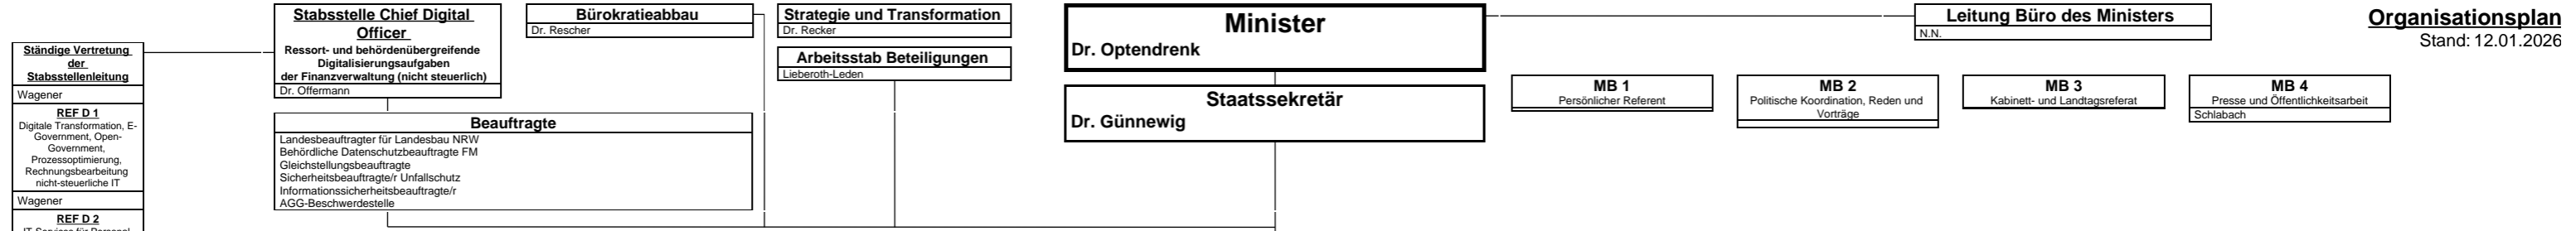 Ständige Vertretung
der
Stabsstellenleitung
Wagener
REF D 1
Digitale Transformation, E-
Government, Open-
Government,
Prozessoptimierung,
Rechnungsbearbeitung
nicht-steuerliche IT
Wagener
REF D 2
IT-Services für Personal
Stabsstelle Chief Digital
Officer
Ressort- und behördenübergreifende
Digitalisierungsaufgaben
der Finanzverwaltung (nicht steuerlich)
Dr. Offermann
Beauftragte
Landesbeauftragter für Landesbau NRW
Behördliche Datenschutzbeauftragte FM
Gleichstellungsbeauftragte
Sicherheitsbeauftragte/r Unfallschutz
Informationssicherheitsbeauftragte/r
AGG-Beschwerdestelle
Bürokratieabbau
Dr. Rescher
Strategie und Transformation
Dr. Recker
Arbeitsstab Beteiligungen
Lieberoth-Leden
Minister
Dr. Optendrenk
Staatssekretär
Dr. Günnewig
Leitung Büro des Ministers
N.N.
MB 1
Persönlicher Referent
MB 2
Politische Koordination, Reden und
Vorträge
MB 3
Kabinett- und Landtagsreferat
MB 4
Presse und Öffentlichkeitsarbeit
Schlabach
Organisationsplan
Stand: 12.01.2026